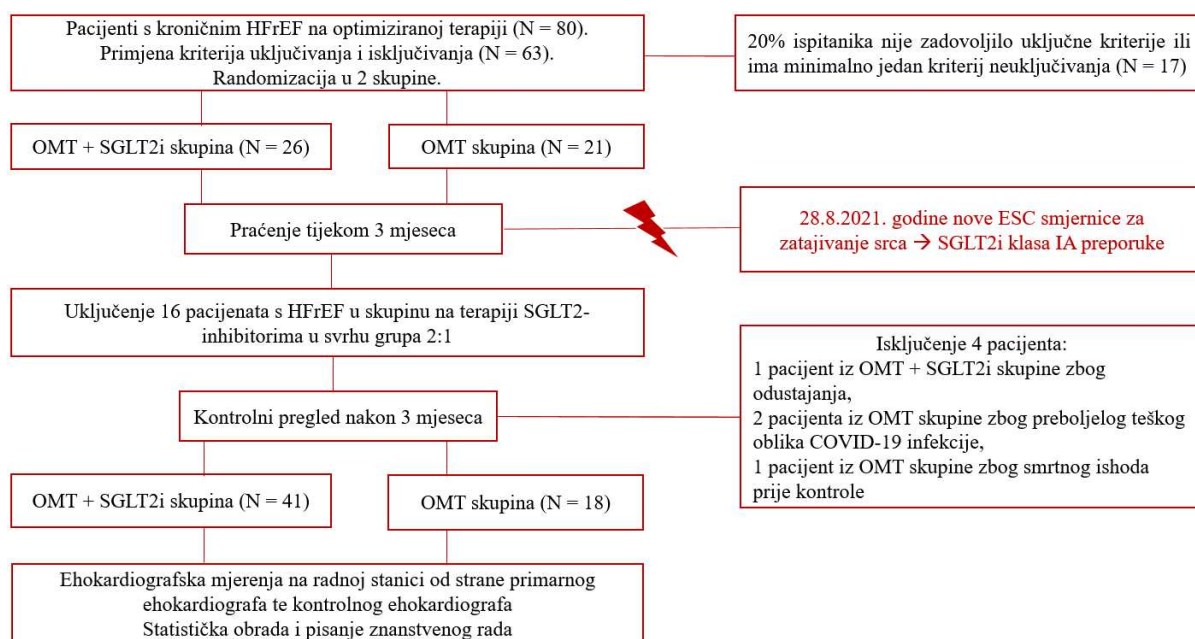 Pacijenti s kroničnim HFrEF na optimiziranoj terapiji (N = 80).
Primjena kriterija uključivanja i isključivanja (N = 63).
Randomizacija u 2 skupine.
20% ispitanika nije zadovoljilo uključne kriterije ili
ima minimalno jedan kriterij neuključivanja (N = 17)
OMT + SGLT2i skupina (N = 26)
OMT skupina (N = 21)
Praćenje tijekom 3 mjeseca
28.8.2021. godine nove ESC smjernice za
zatajivanje srca → SGLT2i klasa IA preporuke
Uključenje 16 pacijenata s HFrEF u skupinu na terapiji SGLT2-
inhibitorima u svrhu grupa 2:1
Isključenje 4 pacijenta:
1 pacijent iz OMT + SGLT2i skupine zbog
odustajanja,
2 pacijenta iz OMT skupine zbog preboljelog teškog
oblika COVID-19 infekcije,
1 pacijent iz OMT skupine zbog smrtnog ishoda
prije kontrole
Kontrolni pregled nakon 3 mjeseca
OMT + SGLT2i skupina (N = 41)
OMT skupina (N = 18)
Ehokardiografska mjerenja na radnoj stanici od strane primarnog
ehokardiografa te kontrolnog ehokardiografa
Statistička obrada i pisanje znanstvenog rada